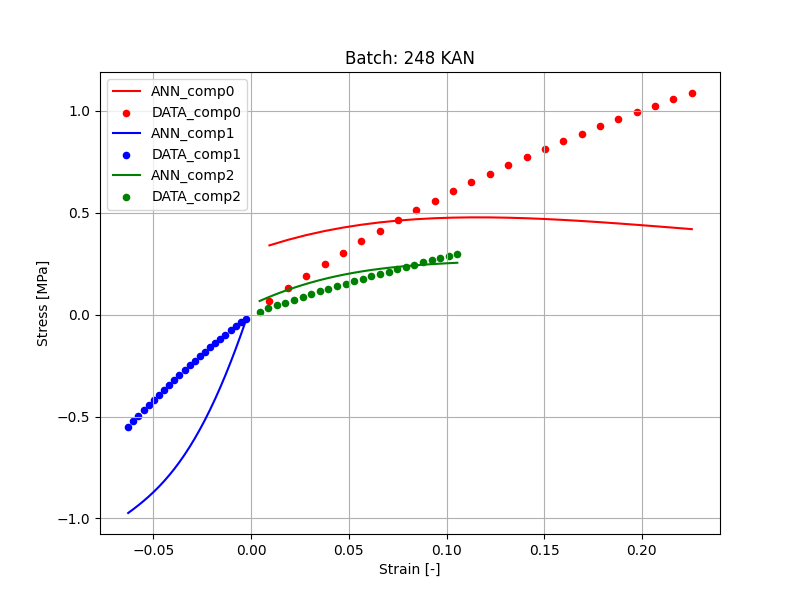 Batch: 248 KAN
ANN_comp0
DATA_comp0
ANN_comp1
DATA_comp1
ANN_comp2
DATA_comp2
1.0
0.5
0.0
−0.5
−1.0
Stress [MPa]
−0.05
0.00
0.05
0.10
0.15
0.20
Strain [-]